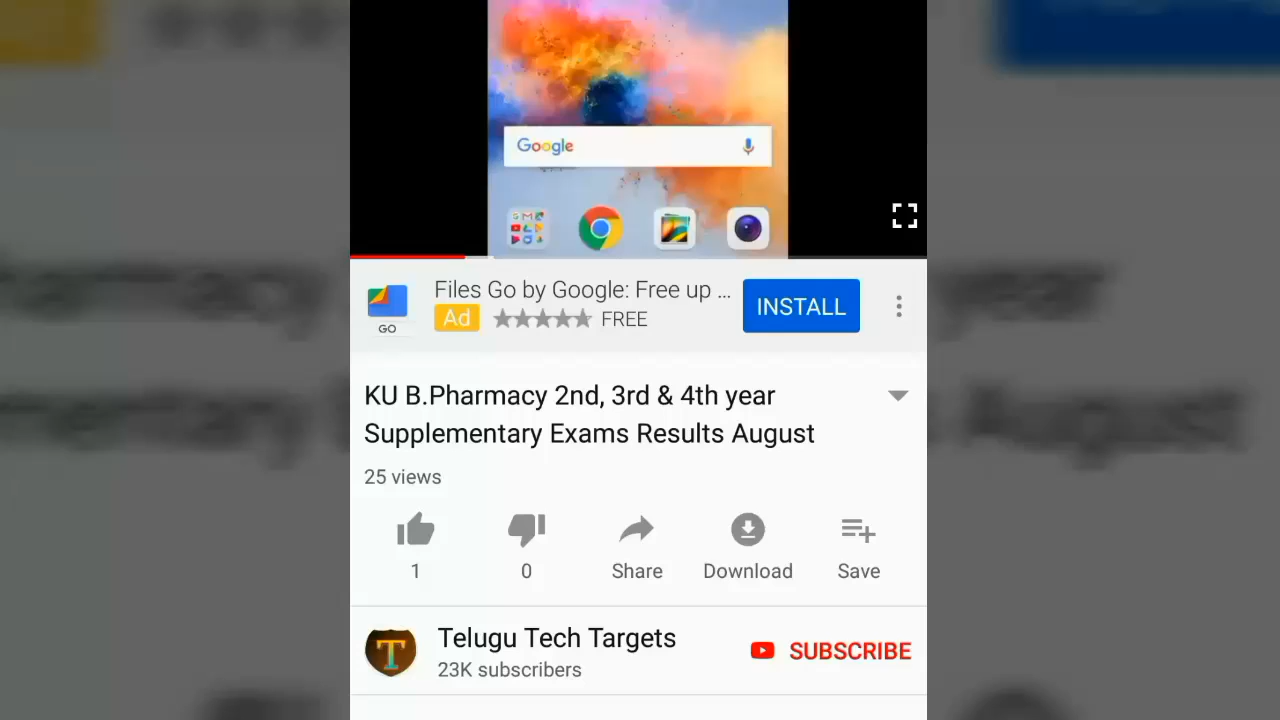 Google
Files Go by Google: Free up ...
Ad FREE
INSTALL
GO
KU B.Pharmacy 2nd, 3rd & 4th year
Supplementary Exams Results August
25 views
1
0
Share
Download
Save
T
Telugu Tech Targets
23K subscribers
SUBSCRIBE